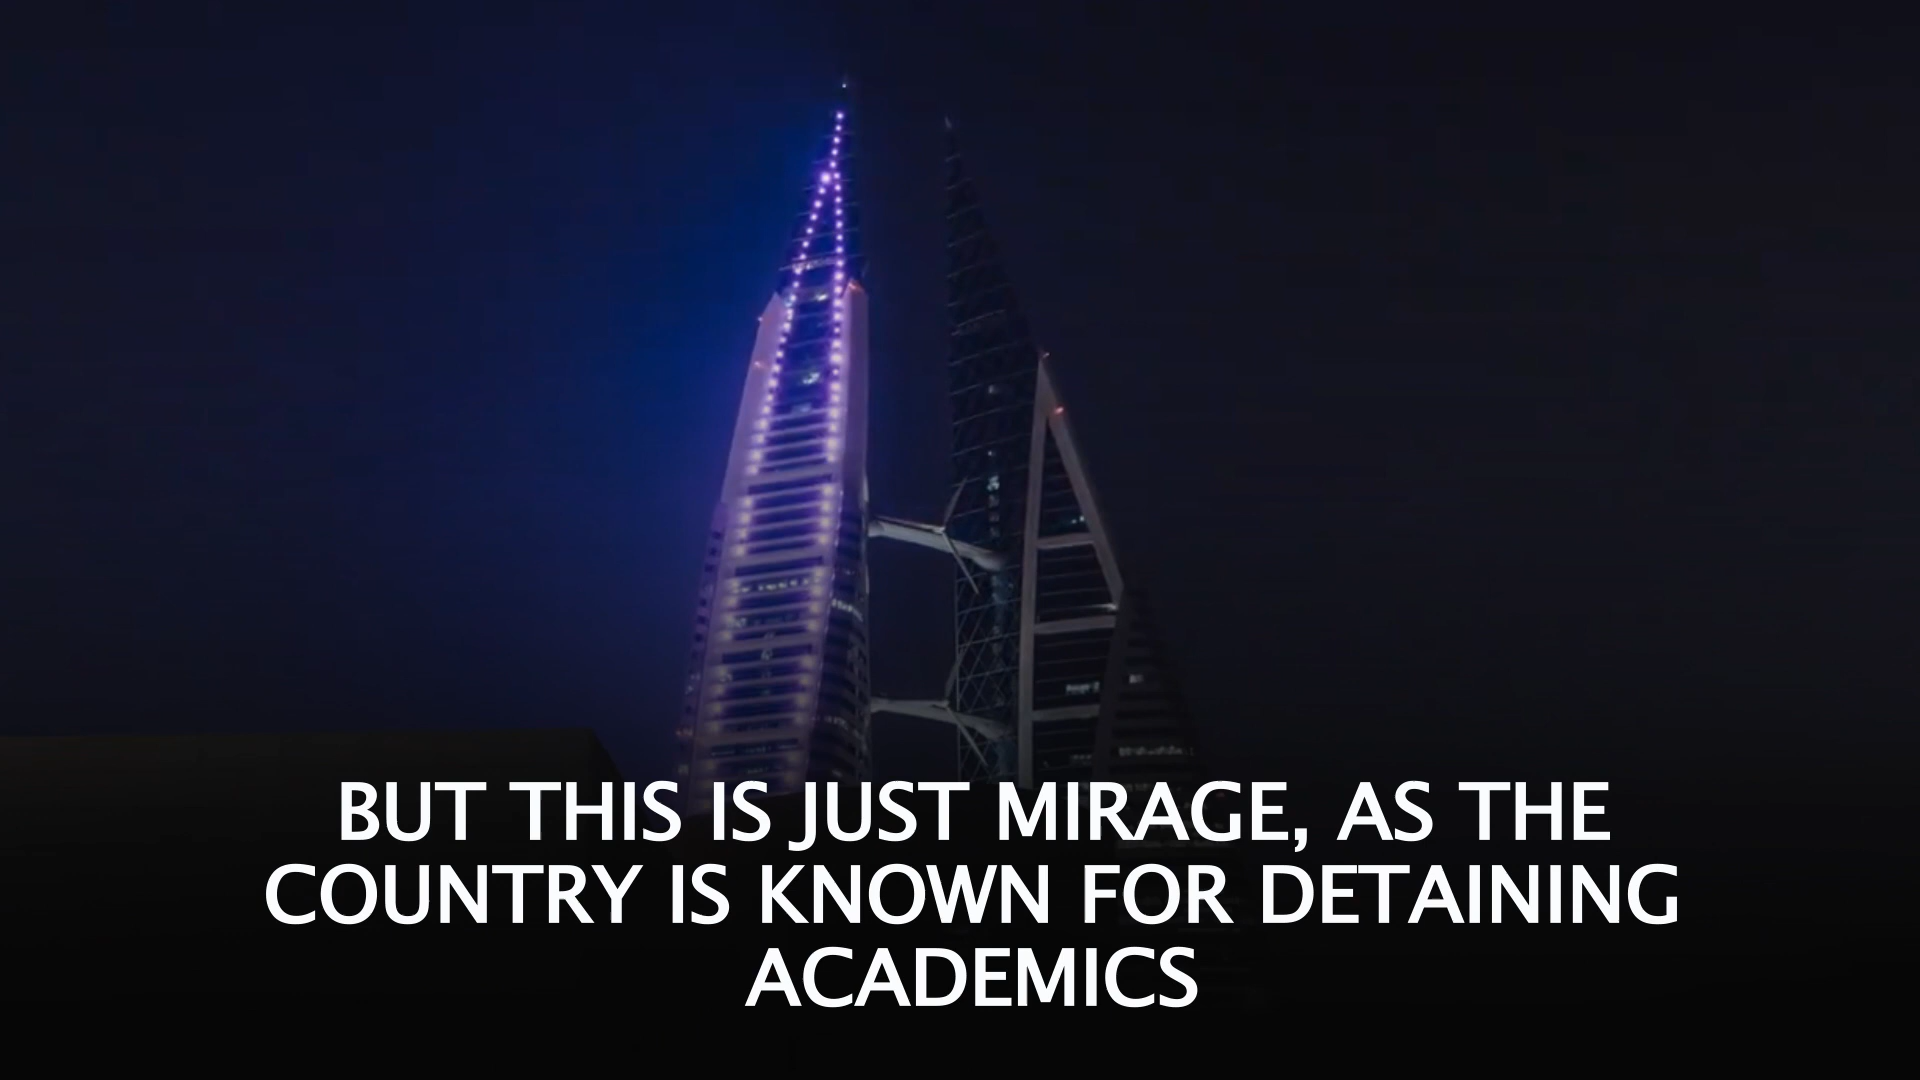 BUT THIS IS JUST MIRAGE, AS THE
COUNTRY IS KNOWN FOR DETAINING
ACADEMICS